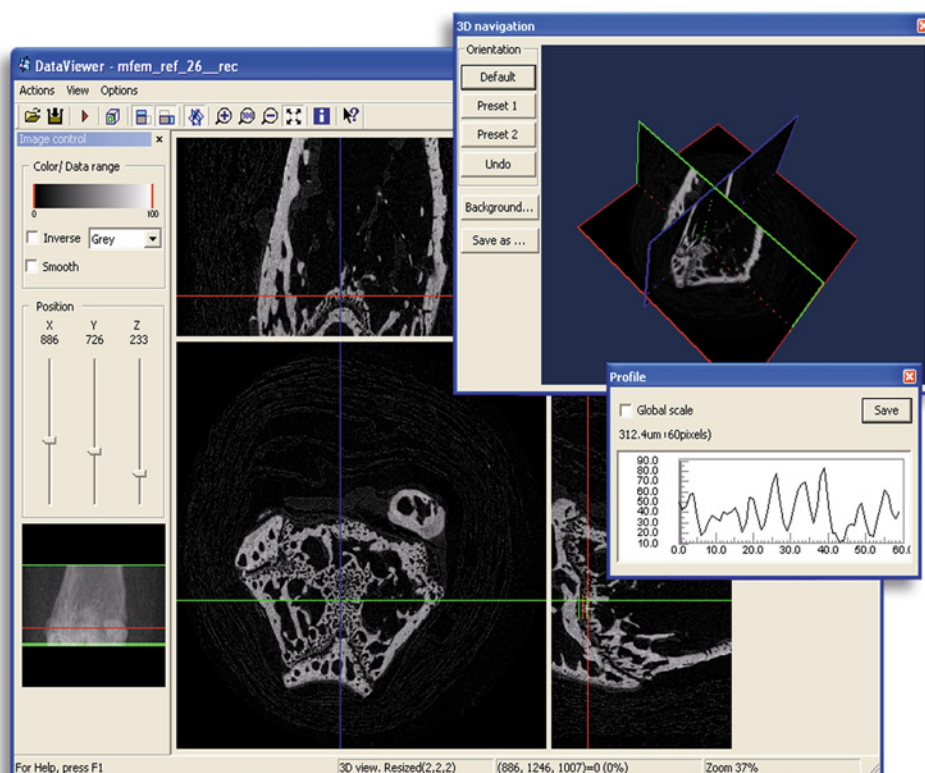 3D navigation
Orientation
Default
Preset 1
Preset 2
Undo
Background...
Save as ...
DataViewer - mfem_ref_26__rec
Actions View Options
Image control
Color/ Data range
0 100
Inverse Grey
Smooth
Position
X Y Z
886 726 233
Profile
Global scale Save
312.4um (60pixels)
90.0
80.0
70.0
60.0
50.0
40.0
30.0
20.0
10.0
0.0 10.0 20.0 30.0 40.0 50.0 60.0
For Help, press F1 3D view. Resized(2,2,2) (886, 1246, 1007)=0 (0%) Zoom 37%